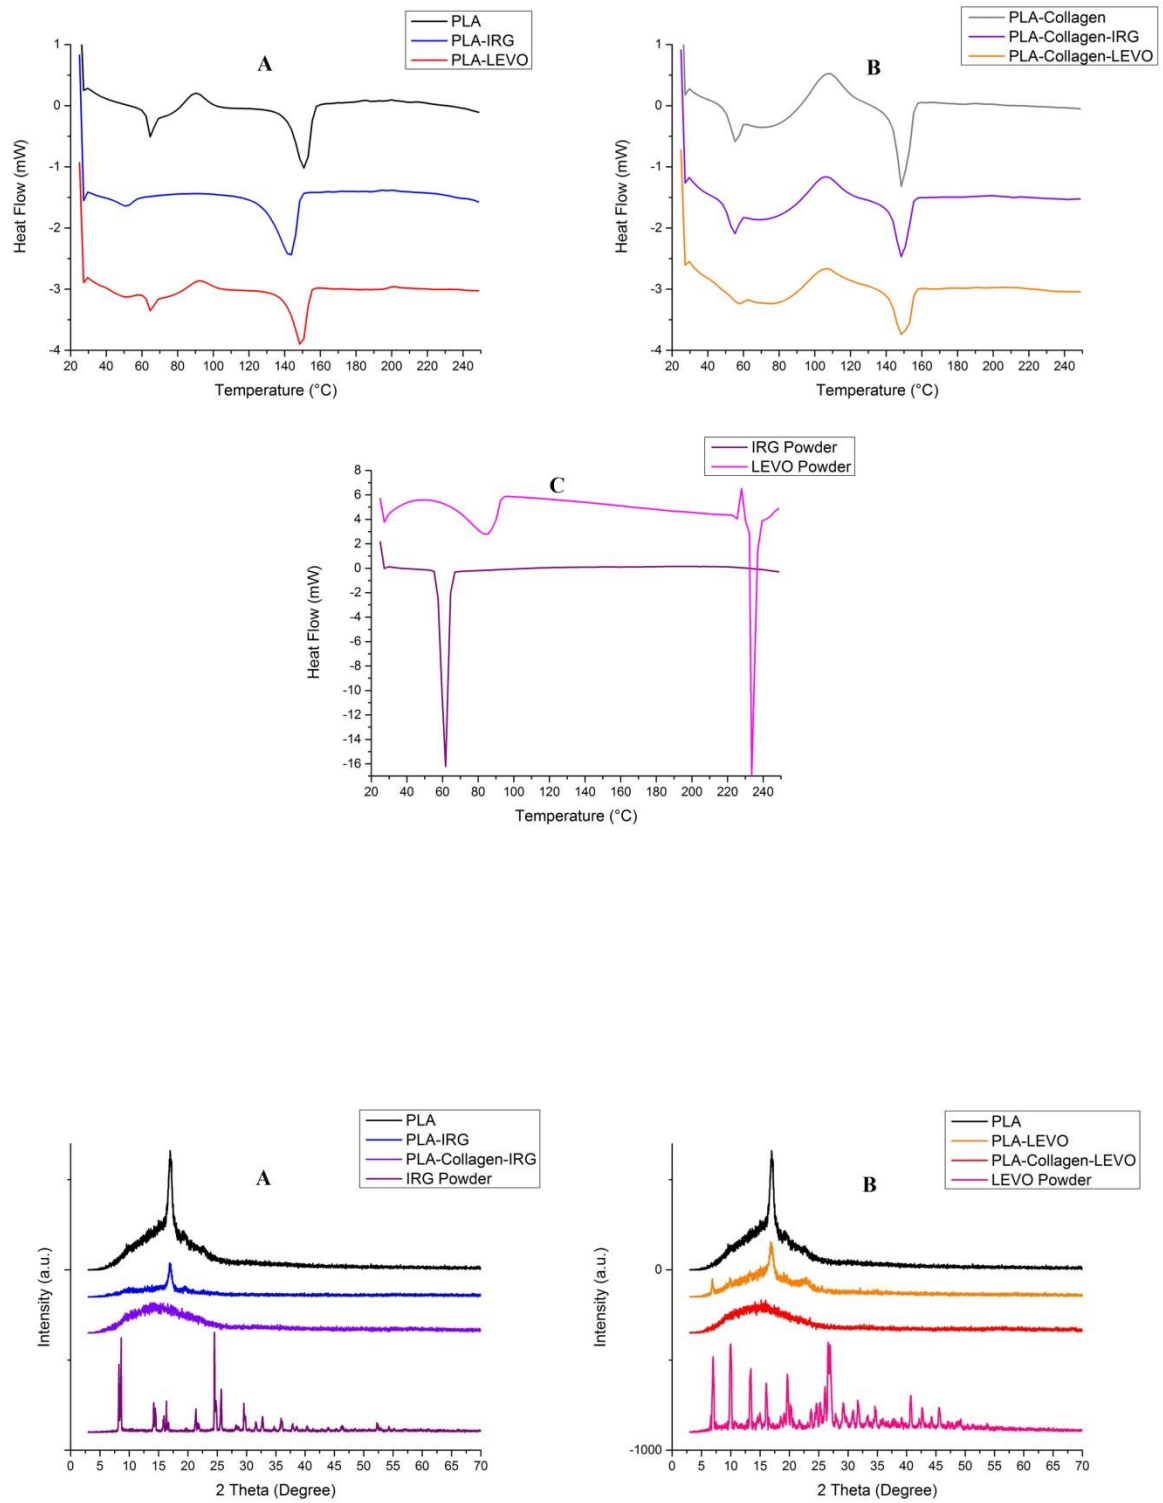 PLA
PLA-IRG
PLA-LEVO
A
1
0
-1
-2
-3
-4
Heat Flow (mW)
20 40 60 80 100 120 140 160 180 200 220 240
Temperature (°C)
PLA-Collagen
PLA-Collagen-IRG
PLA-Collagen-LEVO
B
1
0
-1
-2
-3
-4
Heat Flow (mW)
20 40 60 80 100 120 140 160 180 200 220 240
Temperature (°C)
IRG Powder
LEVO Powder
C
8
6
4
2
0
-2
-4
-6
-8
-10
-12
-14
-16
Heat Flow (mW)
20 40 60 80 100 120 140 160 180 200 220 240
Temperature (°C)
PLA
PLA-IRG
PLA-Collagen-IRG
IRG Powder
A
Intensity (a.u.)
0 5 10 15 20 25 30 35 40 45 50 55 60 65 70
2 Theta (Degree)
PLA
PLA-LEVO
PLA-Collagen-LEVO
LEVO Powder
B
0
-1000
Intensity (a.u.)
0 5 10 15 20 25 30 35 40 45 50 55 60 65 70
2 Theta (Degree)